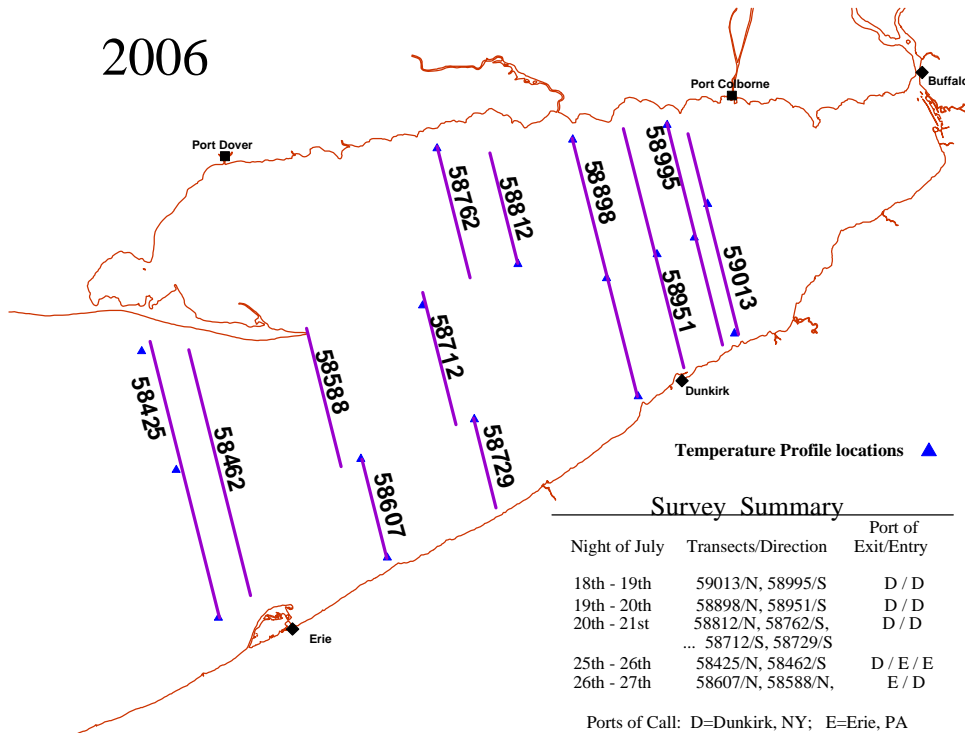 2006
Port Colborne
Buffalo
Port Dover
58762
58812
58898
58995
59013
58951
58712
58588
58425
58462
58729
58607
Dunkirk
Erie
Temperature Profile locations
Survey Summary
Night of July Transects/Direction Port of Exit/Entry
18th - 19th 59013/N, 58995/S D / D
19th - 20th 58898/N, 58951/S D / D
20th - 21st 58812/N, 58762/S, D / D
... 58712/S, 58729/S
25th - 26th 58425/N, 58462/S D / E / E
26th - 27th 58607/N, 58588/N, E / D
Ports of Call: D=Dunkirk, NY; E=Erie, PA